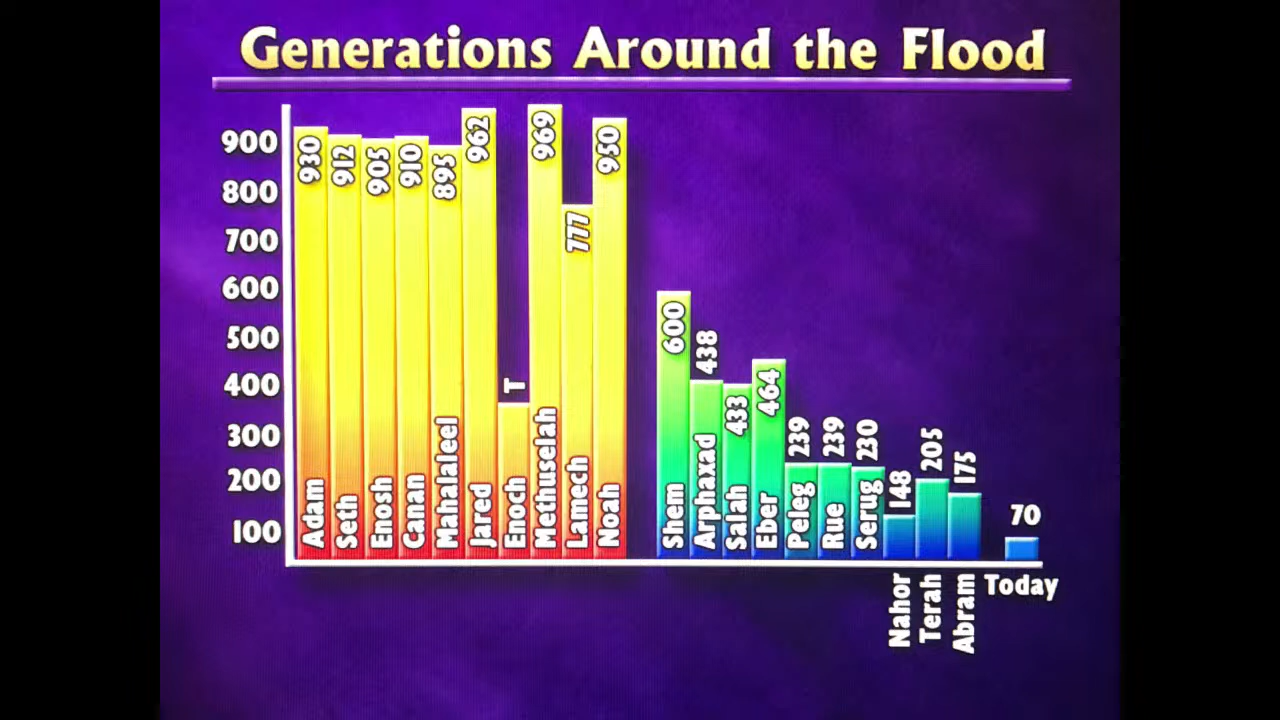 Generations Around the Flood
900
800
700
600
500
400
300
200
100
930
912
905
910
895
962
T
969
777
950
Adam
Seth
Enosh
Canan
Mahalaleel
Jared
Enoch
Methuselah
Lamech
Noah
600
438
433
464
239
239
230
148
205
175
70
Shem
Arphaxad
Salah
Eber
Peleg
Rue
Serug
Nahor
Terah
Abram
Today